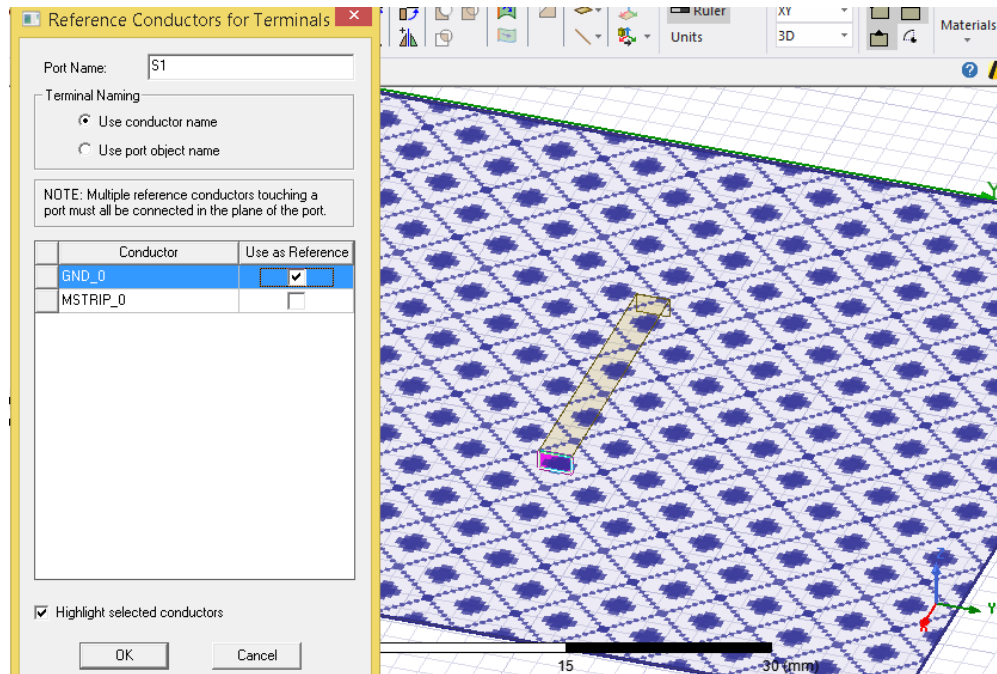 Reference Conductors for Terminals
Port Name: S1
Terminal Naming
Use conductor name
Use port object name
NOTE: Multiple reference conductors touching a
port must all be connected in the plane of the port.
Conductor Use as Reference
GND_0
MSTRIP_0
Highlight selected conductors
OK Cancel
Ruler
Units
XY
3D
Materials
Y
Z
Y
X
15 30 (mm)